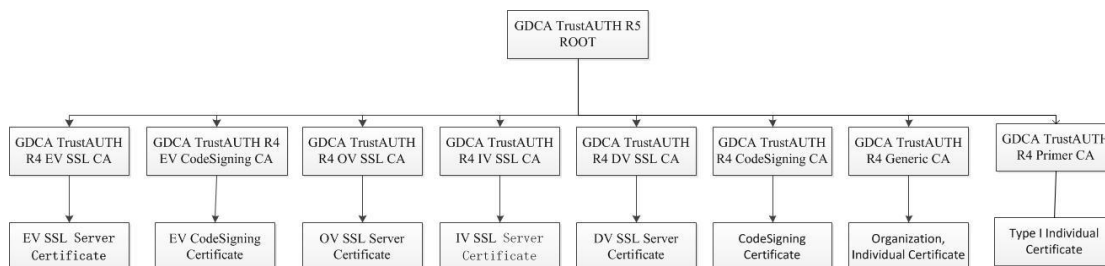 GDCA TrustAUTH R5
ROOT
GDCA TrustAUTH
R4 EV SSL CA
GDCA TrustAUTH R4
EV CodeSigning CA
GDCA TrustAUTH
R4 OV SSL CA
GDCA TrustAUTH
R4 IV SSL CA
GDCA TrustAUTH
R4 DV SSL CA
GDCA TrustAUTH
R4 CodeSigning CA
GDCA TrustAUTH
R4 Generic CA
GDCA TrustAUTH
R4 Primer CA
EV SSL Server
Certificate
EV CodeSigning
Certificate
OV SSL Server
Certificate
IV SSL Server
Certificate
DV SSL Server
Certificate
CodeSigning
Certificate
Organization,
Individual Certificate
Type I Individual
Certificate